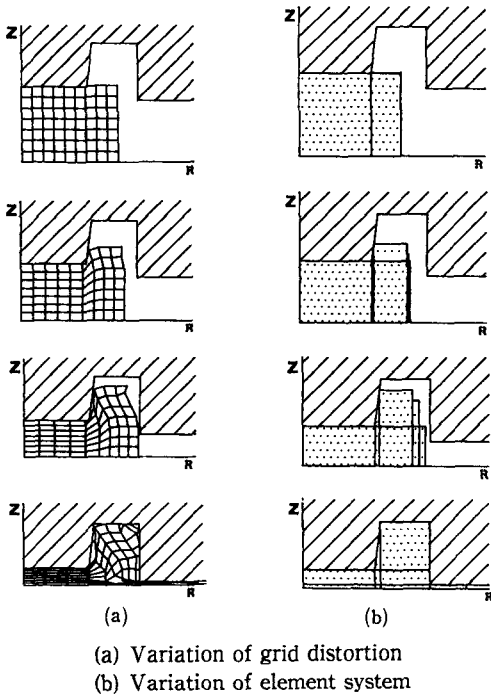 Z
R
Z
R
Z
R
Z
R
Z
R
Z
R
Z
R
Z
R
(a)
(b)
(a) Variation of grid distortion
(b) Variation of element system